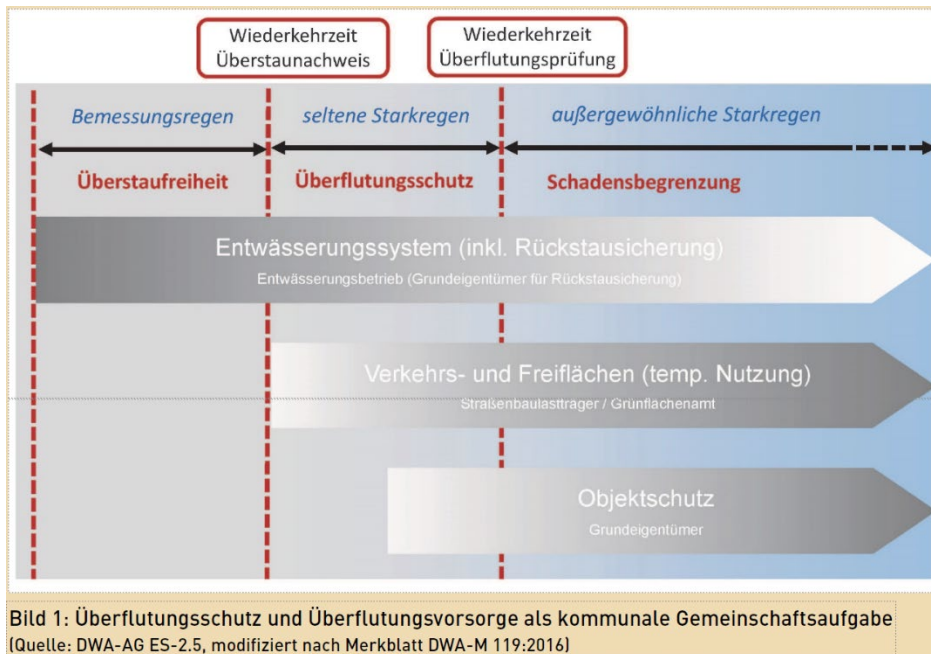 Wiederkehrzeit
Überstaunachweis
Wiederkehrzeit
Überflutungsprüfung
Bemessungsregen
seltene Starkregen
außergewöhnliche Starkregen
Überstaufreiheit
Überflutungsschutz
Schadensbegrenzung
Entwässerungssystem (inkl. Rückstausicherung)
Entwässerungsbetrieb (Grundeigentümer für Rückstausicherung)
Verkehrs- und Freiflächen (temp. Nutzung)
Straßenbaulastträger / Grünflächenamt
Objektschutz
Grundeigentümer
Bild 1: Überflutungsschutz und Überflutungsvorsorge als kommunale Gemeinschaftsaufgabe
(Quelle: DWA-AG ES-2.5, modifiziert nach Merkblatt DWA-M 119:2016)